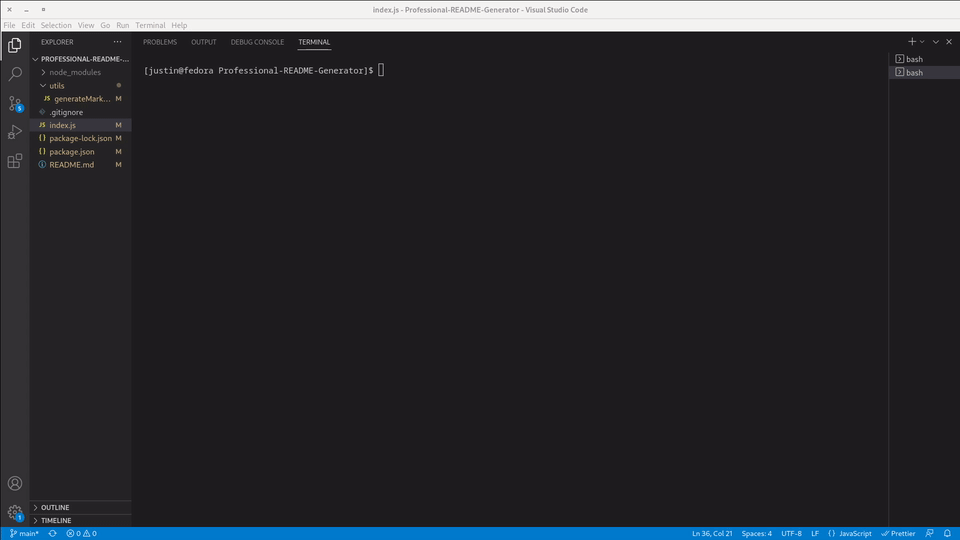 index.js - Professional-README-Generator - Visual Studio Code
File Edit Selection View Go Run Terminal Help
EXPLORER
PROBLEMS OUTPUT DEBUG CONSOLE TERMINAL
PROFESSIONAL-README-...
node_modules
utils
JS generateMark... M
.gitignore
JS index.js M
{} package-lock.json M
{} package.json M
README.md M
[justin@fedora Professional-README-Generator]$
bash
bash
5
1
OUTLINE
TIMELINE
main* 0 0 Ln 36, Col 21 Spaces: 4 UTF-8 LF {} JavaScript Prettier